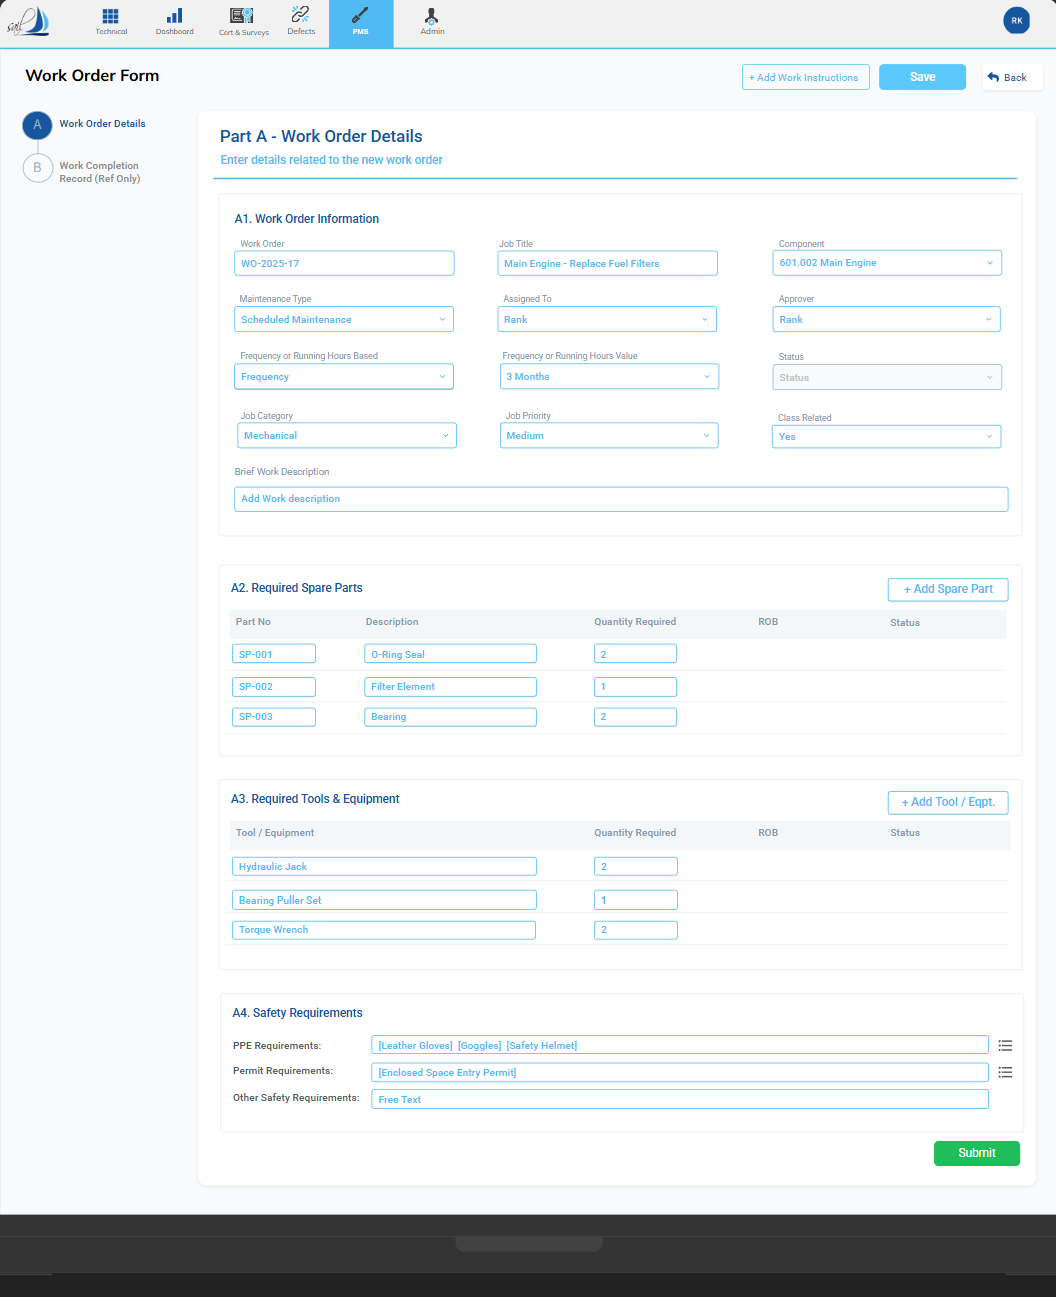 sail
Technical
Dashboard
Cert & Surveys
Defects
PMS
Admin
RK
Work Order Form
+ Add Work Instructions
Save
Back
A
Work Order Details
B
Work Completion
Record (Ref Only)
Part A - Work Order Details
Enter details related to the new work order
A1. Work Order Information
Work Order
Job Title
Component
WO-2025-17
Main Engine - Replace Fuel Filters
601.002 Main Engine
Maintenance Type
Assigned To
Approver
Scheduled Maintenance
Rank
Rank
Frequency or Running Hours Based
Frequency or Running Hours Value
Status
Frequency
3 Months
Status
Job Category
Job Priority
Class Related
Mechanical
Medium
Yes
Brief Work Description
Add Work description
A2. Required Spare Parts
+ Add Spare Part
Part No Description Quantity Required ROB Status
SP-001 O-Ring Seal 2
SP-002 Filter Element 1
SP-003 Bearing 2
A3. Required Tools & Equipment
+ Add Tool / Eqpt.
Tool / Equipment Quantity Required ROB Status
Hydraulic Jack 2
Bearing Puller Set 1
Torque Wrench 2
A4. Safety Requirements
PPE Requirements: [Leather Gloves] [Goggles] [Safety Helmet]
Permit Requirements: [Enclosed Space Entry Permit]
Other Safety Requirements: Free Text
Submit